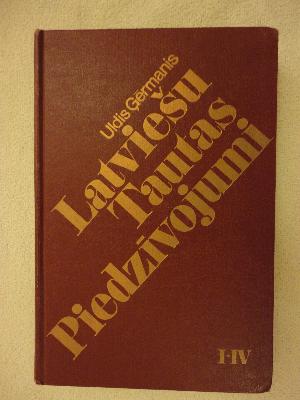 Uldis Ģērmanis
Latviešu
Tautas
Piedzīvojumi
I-IV